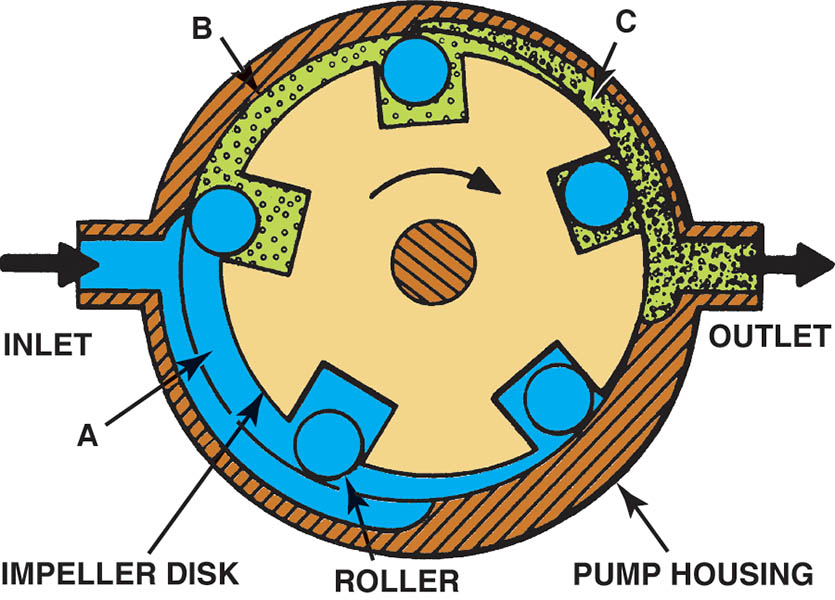 B
C
INLET
OUTLET
A
IMPELLER DISK
ROLLER
PUMP HOUSING